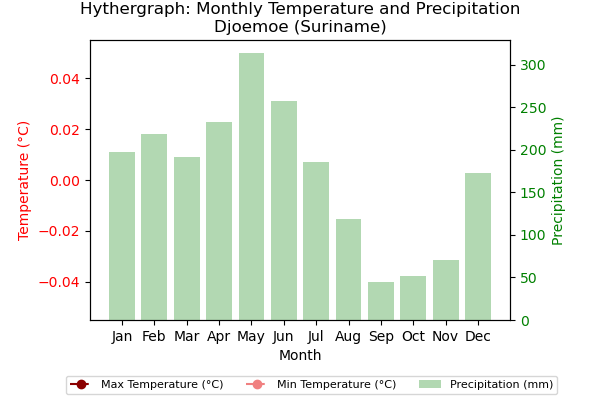 Hythergraph: Monthly Temperature and Precipitation
Djoemoe (Suriname)
0.04
0.02
0.00
−0.02
−0.04
Temperature (°C)
300
250
200
150
100
50
0
Precipitation (mm)
Jan Feb Mar Apr May Jun Jul Aug Sep Oct Nov Dec
Month
Max Temperature (°C) Min Temperature (°C) Precipitation (mm)